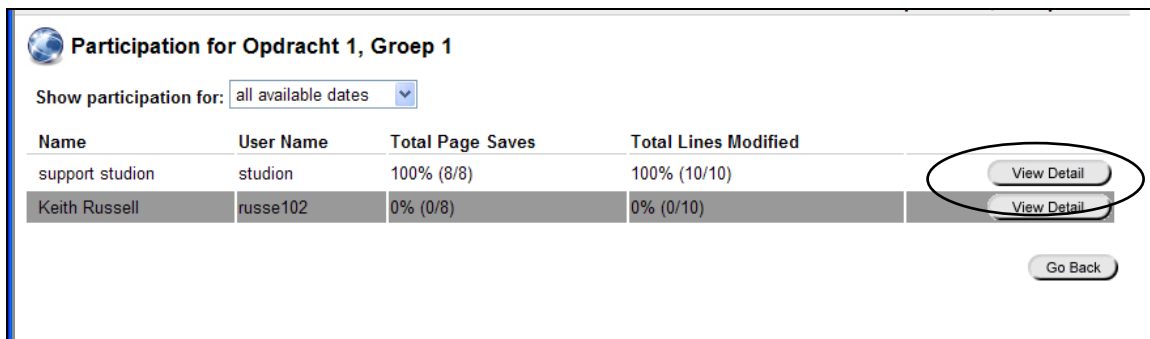 Participation for Opdracht 1, Groep 1
Show participation for: all available dates
Name User Name Total Page Saves Total Lines Modified
support studion studion 100% (8/8) 100% (10/10) View Detail
Keith Russell russe102 0% (0/8) 0% (0/10) View Detail
Go Back